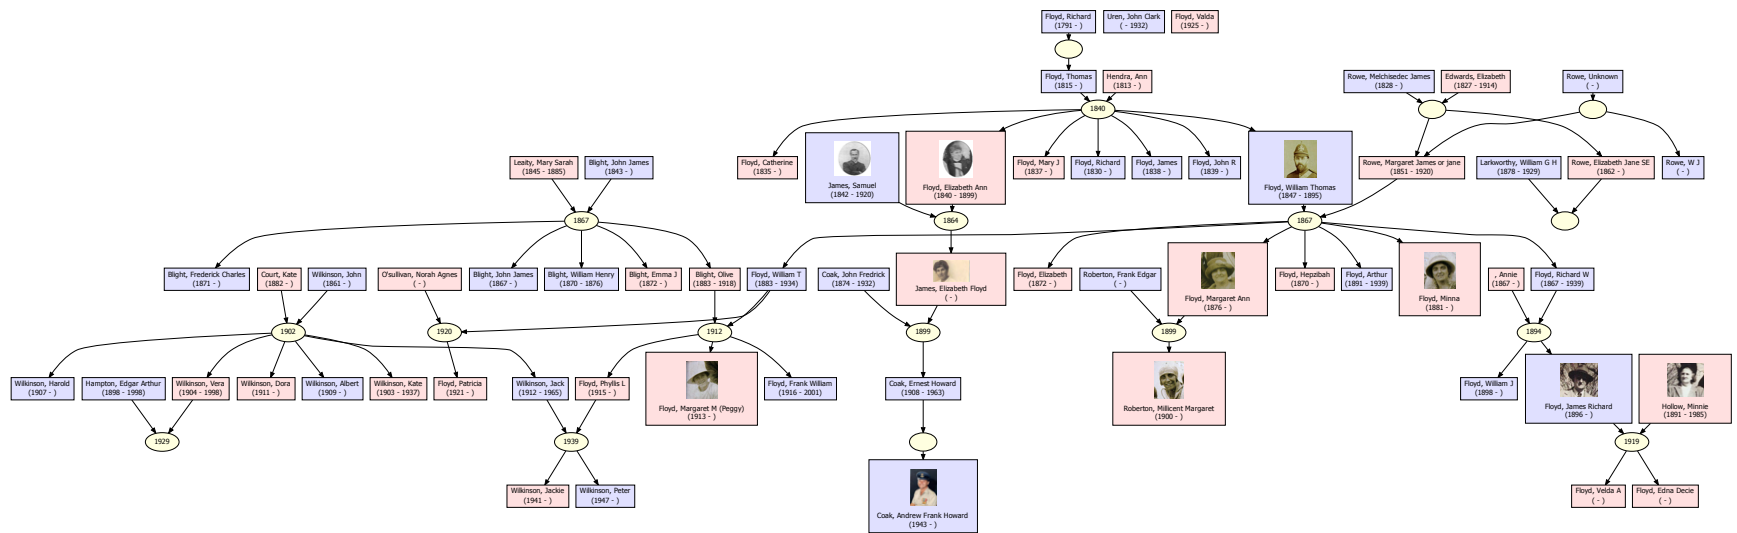 Floyd, Richard
(1791 - )
Uren, John Clark
( - 1932)
Floyd, Valda
(1925 - )
Floyd, Thomas
(1815 - )
Hendra, Ann
(1813 - )
Rowe, Melchisedec James
(1828 - )
Edwards, Elizabeth
(1827 - 1914)
Rowe, Unknown
( - )
1840
Leaity, Mary Sarah
(1845 - 1885)
Blight, John James
(1843 - )
Floyd, Catherine
(1835 - )
James, Samuel
(1842 - 1920)
Floyd, Elizabeth Ann
(1840 - 1899)
Floyd, Mary J
(1837 - )
Floyd, Richard
(1830 - )
Floyd, James
(1838 - )
Floyd, John R
(1839 - )
Floyd, William Thomas
(1847 - 1895)
Rowe, Margaret James or jane
(1851 - 1920)
Larkworthy, William G H
(1878 - 1929)
Rowe, Elizabeth Jane SE
(1862 - )
Rowe, W J
( - )
1867
1864
1867
Blight, Frederick Charles
(1871 - )
Court, Kate
(1882 - )
Wilkinson, John
(1861 - )
O'sullivan, Norah Agnes
( - )
Blight, John James
(1867 - )
Blight, William Henry
(1870 - 1876)
Blight, Emma J
(1872 - )
Blight, Olive
(1883 - 1918)
Floyd, William T
(1883 - 1934)
Coak, John Fredrick
(1874 - 1932)
James, Elizabeth Floyd
( - )
Floyd, Elizabeth
(1872 - )
Roberton, Frank Edgar
( - )
Floyd, Margaret Ann
(1876 - )
Floyd, Hepzibah
(1870 - )
Floyd, Arthur
(1891 - 1939)
Floyd, Minna
(1881 - )
, Annie
(1867 - )
Floyd, Richard W
(1867 - 1939)
1902
1920
1912
1899
1899
1894
Wilkinson, Harold
(1907 - )
Hampton, Edgar Arthur
(1898 - 1998)
Wilkinson, Vera
(1904 - 1998)
Wilkinson, Dora
(1911 - )
Wilkinson, Albert
(1909 - )
Wilkinson, Kate
(1903 - 1937)
Floyd, Patricia
(1921 - )
Wilkinson, Jack
(1912 - 1965)
Floyd, Phyllis L
(1915 - )
Floyd, Margaret M (Peggy)
(1913 - )
Floyd, Frank William
(1916 - 2001)
Coak, Ernest Howard
(1908 - 1963)
Roberton, Millicent Margaret
(1900 - )
Floyd, William J
(1898 - )
Floyd, James Richard
(1896 - )
Hollow, Minnie
(1891 - 1985)
1929
1939
1919
Wilkinson, Jackie
(1941 - )
Wilkinson, Peter
(1947 - )
Coak, Andrew Frank Howard
(1943 - )
Floyd, Velda A
( - )
Floyd, Edna Decie
( - )